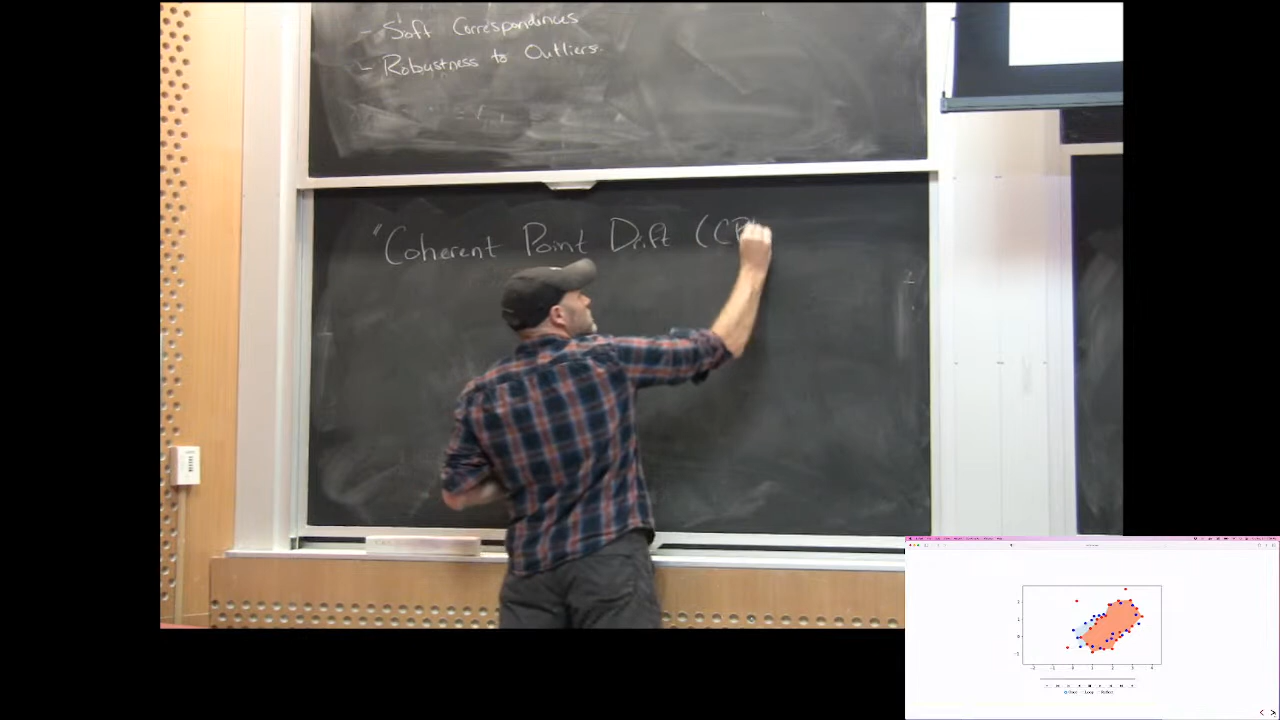 - Soft Correspondences
- Robustness to Outliers
"Coherent Point Drift (CP